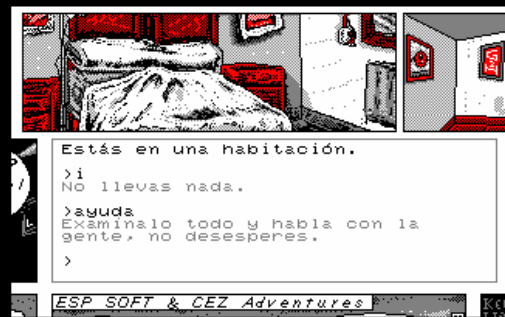 Estás en una habitación.
>i
No llevas nada.
>ayuda
Examínalo todo y habla con la
gente, no desesperes.
>
ESP SOFT & CEZ Adventures